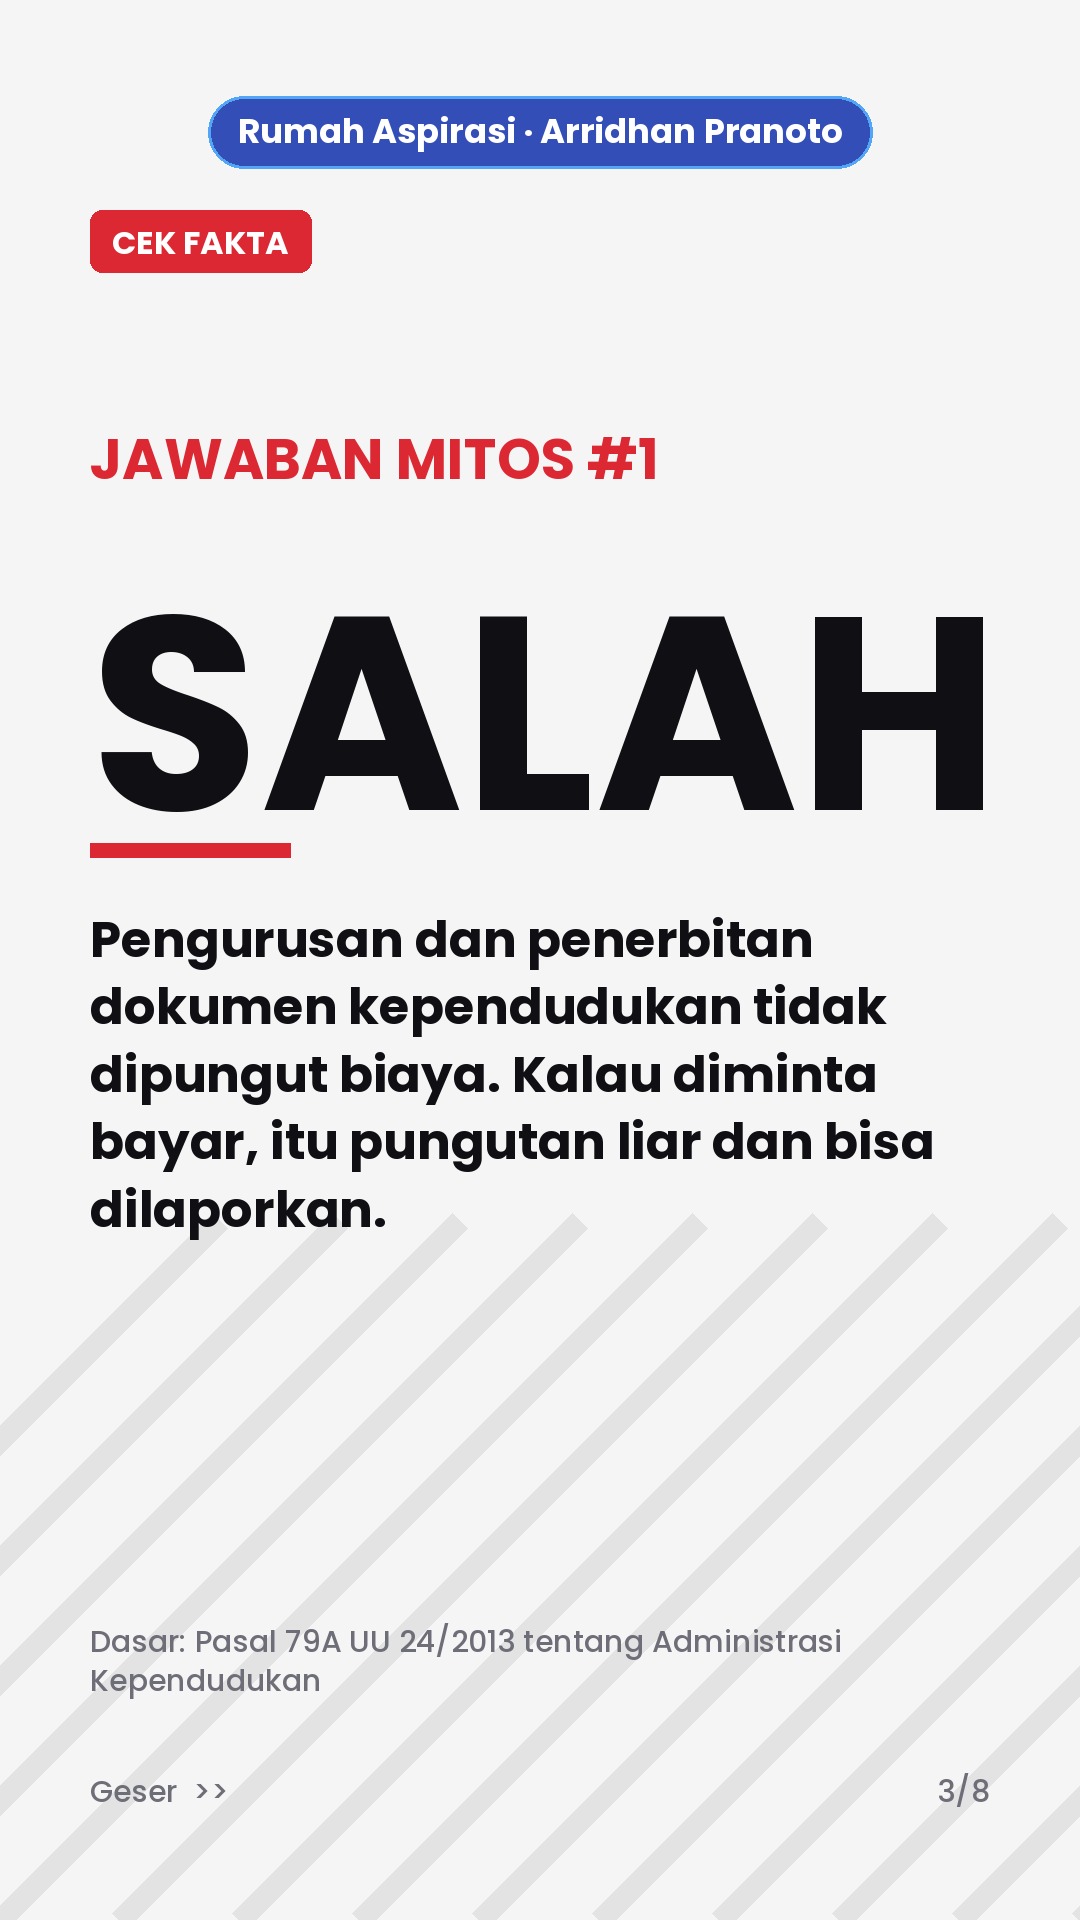 Rumah Aspirasi · Arridhan Pranoto
CEK FAKTA
JAWABAN MITOS #1
SALAH
Pengurusan dan penerbitan
dokumen kependudukan tidak
dipungut biaya. Kalau diminta
bayar, itu pungutan liar dan bisa
dilaporkan.
Dasar: Pasal 79A UU 24/2013 tentang Administrasi
Kependudukan
Geser >>
3/8